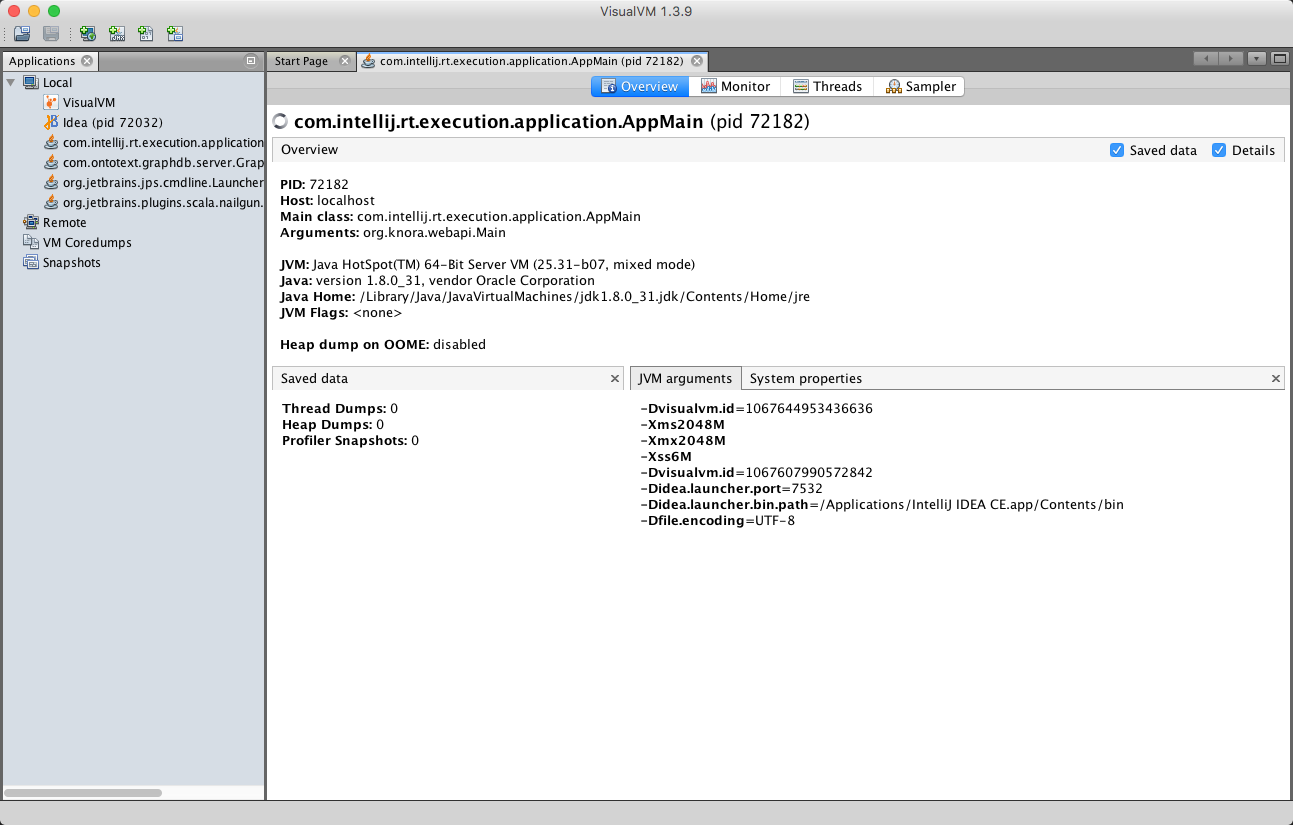 VisualVM 1.3.9
Applications
Start Page
com.intellij.rt.execution.application.AppMain (pid 72182)
Local
VisualVM
Idea (pid 72032)
com.intellij.rt.execution.application
com.ontotext.graphdb.server.Grap
org.jetbrains.jps.cmdline.Launcher
org.jetbrains.plugins.scala.nailgun.
Remote
VM Coredumps
Snapshots
Overview Monitor Threads Sampler
com.intellij.rt.execution.application.AppMain (pid 72182)
Overview Saved data Details
PID: 72182
Host: localhost
Main class: com.intellij.rt.execution.application.AppMain
Arguments: org.knora.webapi.Main
JVM: Java HotSpot(TM) 64-Bit Server VM (25.31-b07, mixed mode)
Java: version 1.8.0_31, vendor Oracle Corporation
Java Home: /Library/Java/JavaVirtualMachines/jdk1.8.0_31.jdk/Contents/Home/jre
JVM Flags: <none>
Heap dump on OOME: disabled
Saved data
Thread Dumps: 0
Heap Dumps: 0
Profiler Snapshots: 0
JVM arguments System properties
-Dvisualvm.id=1067644953436636
-Xms2048M
-Xmx2048M
-Xss6M
-Dvisualvm.id=1067607990572842
-Didea.launcher.port=7532
-Didea.launcher.bin.path=/Applications/IntelliJ IDEA CE.app/Contents/bin
-Dfile.encoding=UTF-8